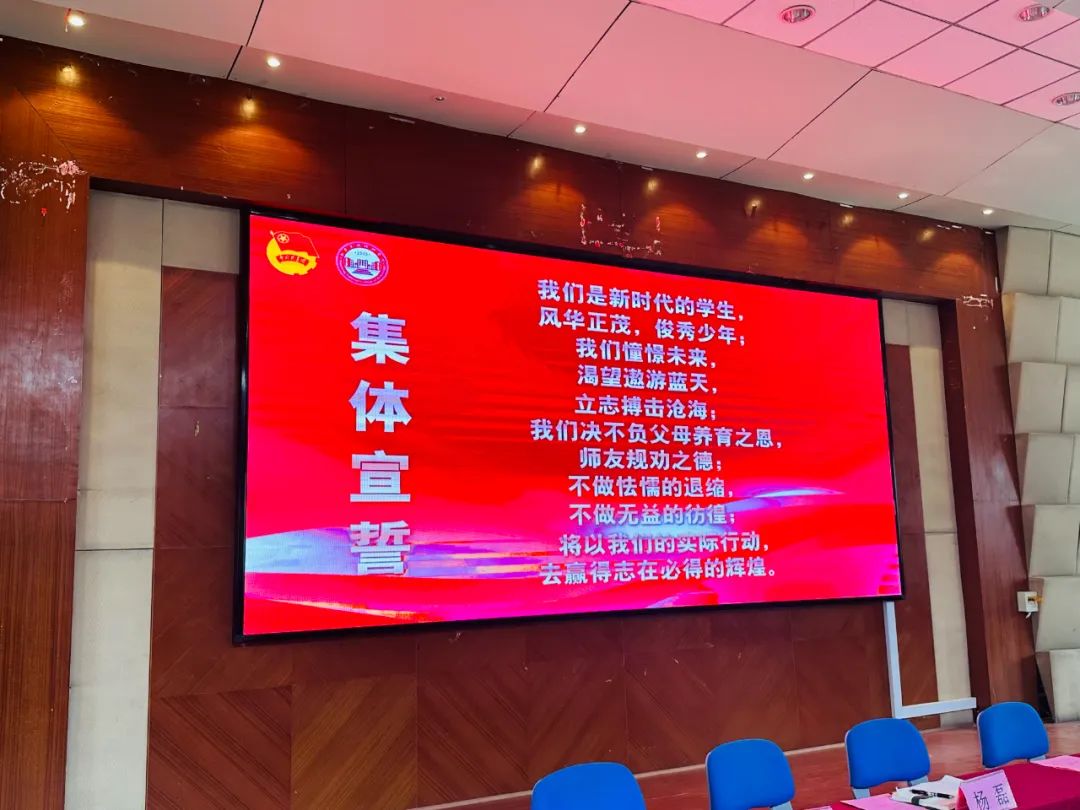 集体宣誓
我们是新时代的学生，
风华正茂，俊秀少年；
我们憧憬未来，
渴望遨游蓝天，
立志搏击沧海；
我们决不负父母养育之恩，
师友规劝之德；
不做怯懦的退缩，
不做无益的彷徨；
将以我们的实际行动，
去赢得志在必得的辉煌。
杨磊